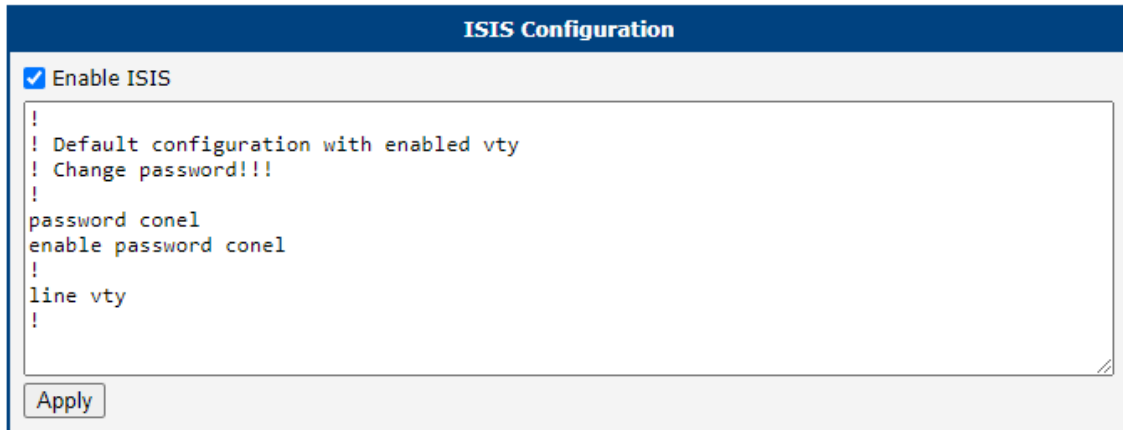 ISIS Configuration
Enable ISIS
!
! Default configuration with enabled vty
! Change password!!!
!
password conel
enable password conel
!
line vty
!
Apply